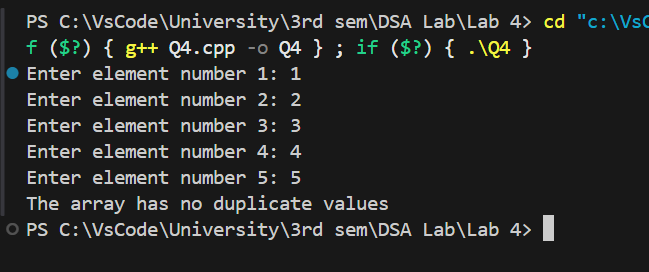 PS C:\VsCode\University\3rd sem\DSA Lab\Lab 4> cd "c:\VsC
f ($?) { g++ Q4.cpp -o Q4 } ; if ($?) { .\Q4 }
Enter element number 1: 1
Enter element number 2: 2
Enter element number 3: 3
Enter element number 4: 4
Enter element number 5: 5
The array has no duplicate values
PS C:\VsCode\University\3rd sem\DSA Lab\Lab 4>